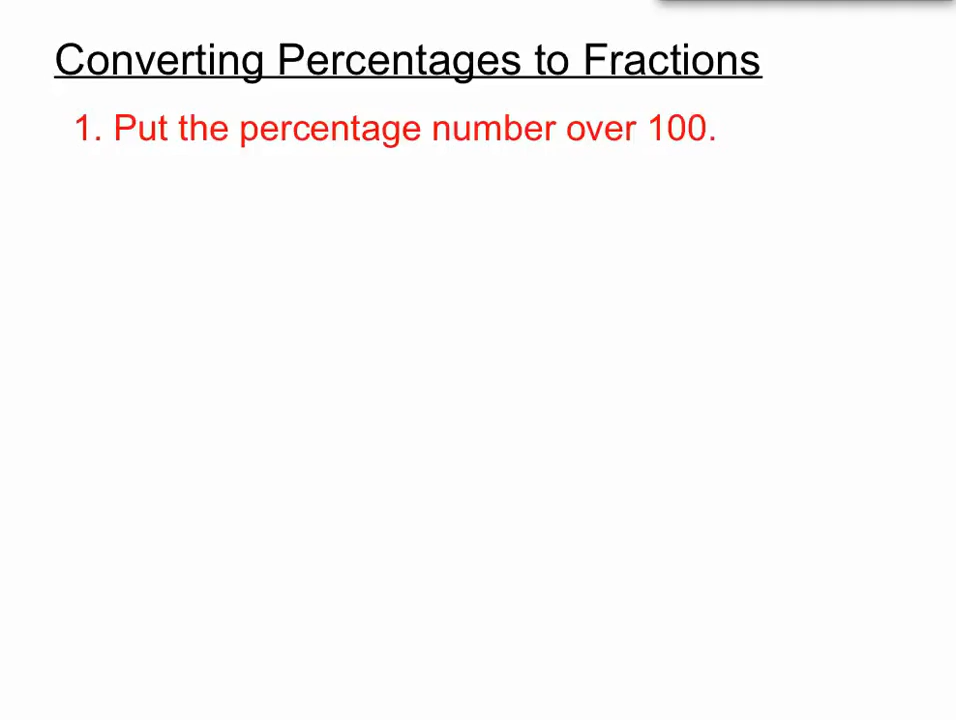 Converting Percentages to Fractions
1. Put the percentage number over 100.